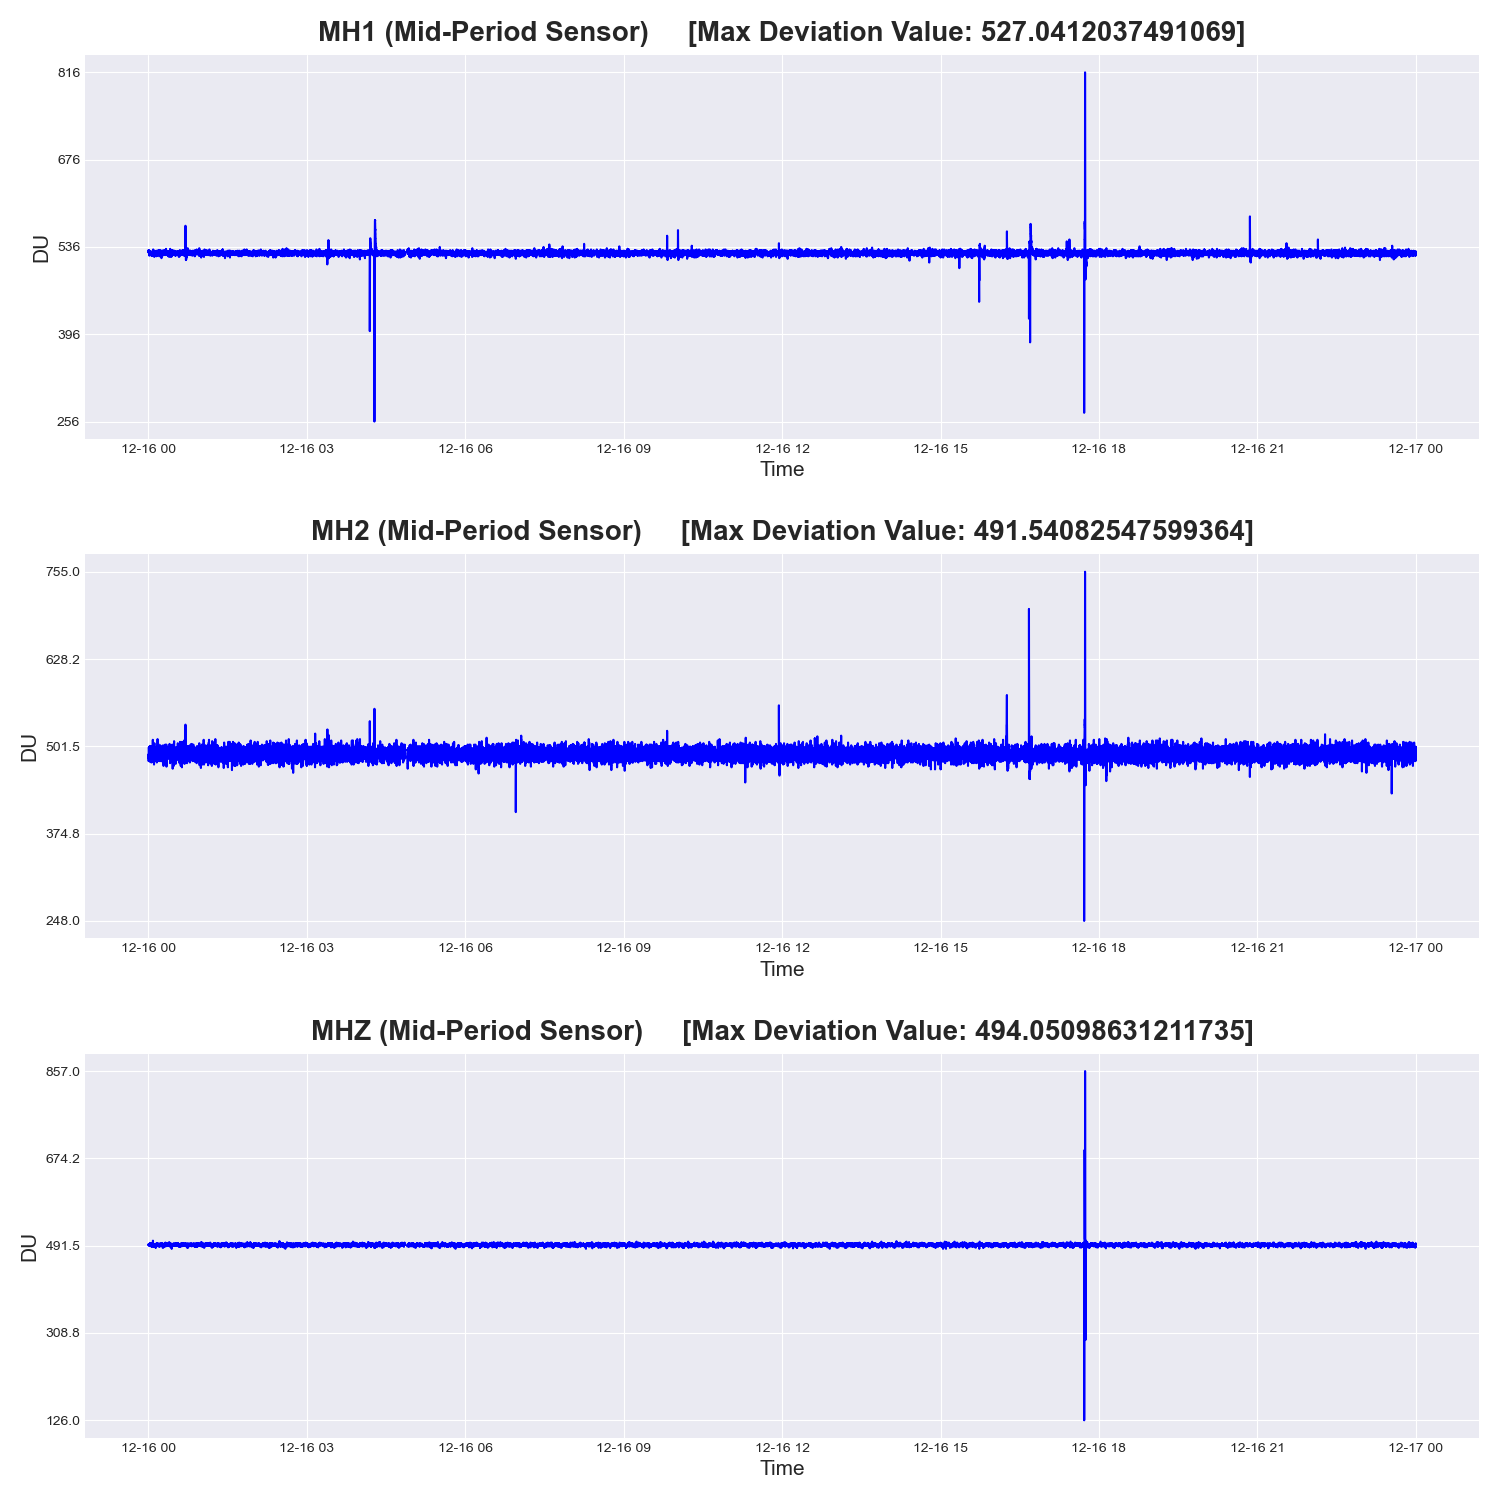 MH1 (Mid-Period Sensor)     [Max Deviation Value: 527.0412037491069]
816
676
536
396
256
DU
12-16 00 12-16 03 12-16 06 12-16 09 12-16 12 12-16 15 12-16 18 12-16 21 12-17 00
Time
MH2 (Mid-Period Sensor)     [Max Deviation Value: 491.54082547599364]
755.0
628.2
501.5
374.8
248.0
DU
12-16 00 12-16 03 12-16 06 12-16 09 12-16 12 12-16 15 12-16 18 12-16 21 12-17 00
Time
MHZ (Mid-Period Sensor)     [Max Deviation Value: 494.05098631211735]
857.0
674.2
491.5
308.8
126.0
DU
12-16 00 12-16 03 12-16 06 12-16 09 12-16 12 12-16 15 12-16 18 12-16 21 12-17 00
Time